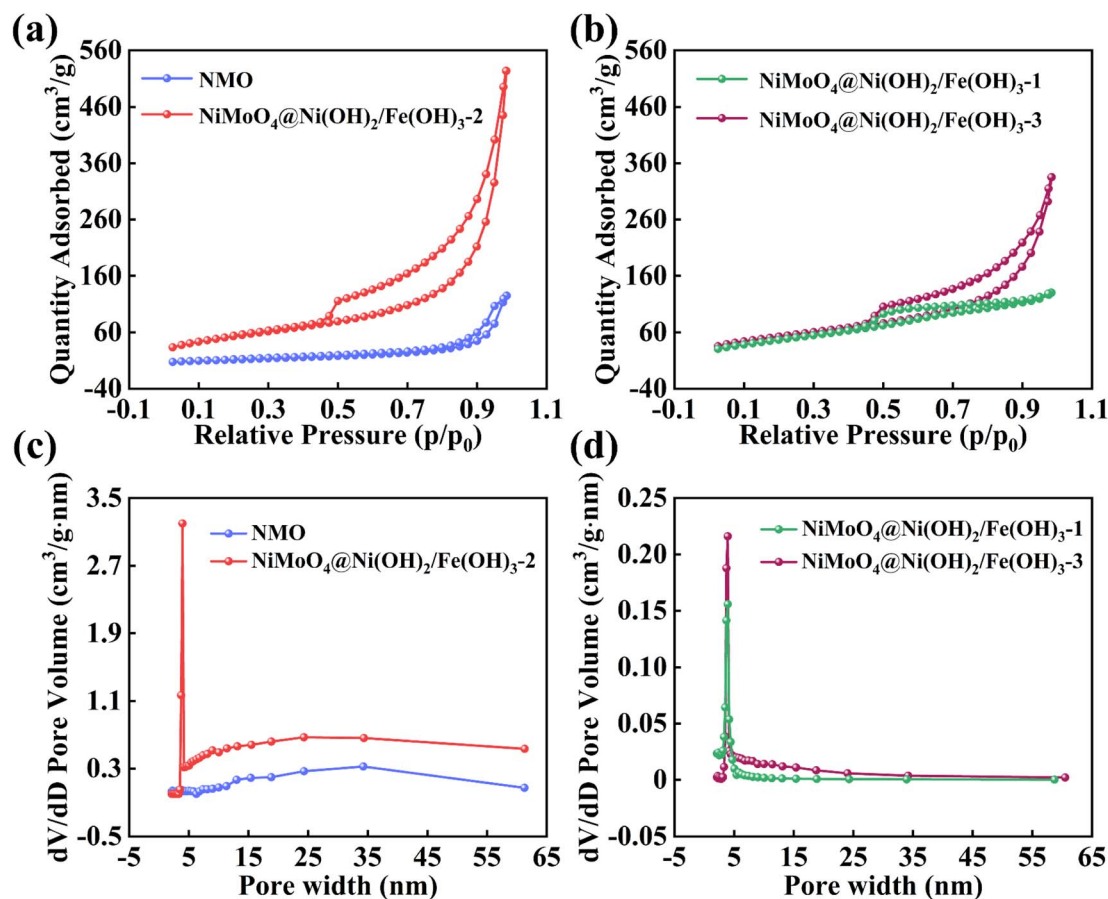 (a)
560
460
360
260
160
60
-40
Quantity Adsorbed (cm³/g)
NMO
NiMoO₄@Ni(OH)₂/Fe(OH)₃-2
-0.1 0.1 0.3 0.5 0.7 0.9 1.1
Relative Pressure (p/p₀)
(b)
560
460
360
260
160
60
-40
Quantity Adsorbed (cm³/g)
NiMoO₄@Ni(OH)₂/Fe(OH)₃-1
NiMoO₄@Ni(OH)₂/Fe(OH)₃-3
-0.1 0.1 0.3 0.5 0.7 0.9 1.1
Relative Pressure (p/p₀)
(c)
3.5
2.7
1.9
1.1
0.3
-0.5
dV/dD Pore Volume (cm³/g·nm)
NMO
NiMoO₄@Ni(OH)₂/Fe(OH)₃-2
-5 5 15 25 35 45 55 65
Pore width (nm)
(d)
0.25
0.20
0.15
0.10
0.05
0
-0.05
dV/dD Pore Volume (cm³/g·nm)
NiMoO₄@Ni(OH)₂/Fe(OH)₃-1
NiMoO₄@Ni(OH)₂/Fe(OH)₃-3
-5 5 15 25 35 45 55 65
Pore width (nm)